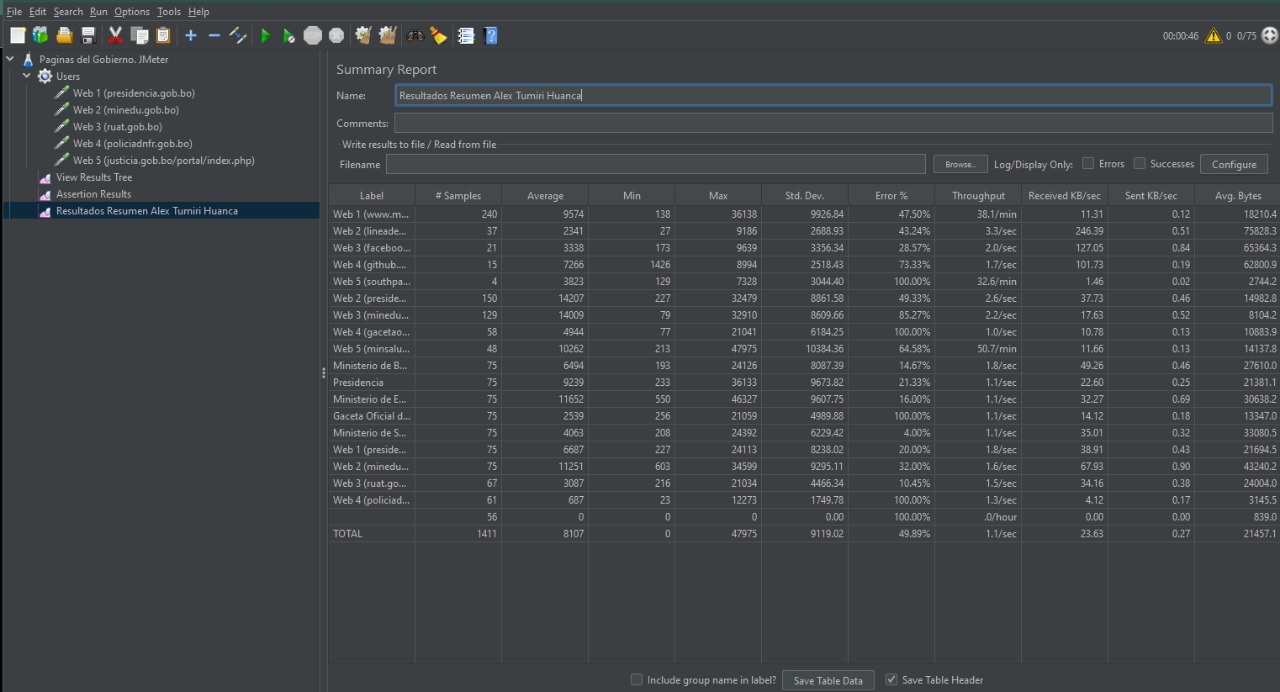 File Edit Search Run Options Tools Help
00:00:46 0 0/75
Paginas del Gobierno. JMeter
Users
Web 1 (presidencia.gob.bo)
Web 2 (minedu.gob.bo)
Web 3 (ruat.gob.bo)
Web 4 (policiadnfr.gob.bo)
Web 5 (justicia.gob.bo/portal/index.php)
View Results Tree
Assertion Results
Resultados Resumen Alex Tumiri Huanca
Summary Report
Name: Resultados Resumen Alex Tumiri Huanca
Comments:
Write results to file / Read from file
Filename Browse... Log/Display Only: Errors Successes Configure
Label # Samples Average Min Max Std. Dev. Error % Throughput Received KB/sec Sent KB/sec Avg. Bytes
Web 1 (www.m... 240 9574 138 36138 9926.84 47.50% 38.1/min 11.31 0.12 18210.4
Web 2 (lineade... 37 2341 27 9186 2688.93 43.24% 3.3/sec 246.39 0.51 75828.3
Web 3 (faceboo... 21 3338 173 9639 3356.34 28.57% 2.0/sec 127.05 0.84 65364.3
Web 4 (github.... 15 7266 1426 8994 2518.43 73.33% 1.7/sec 101.73 0.19 62800.9
Web 5 (southpa... 4 3823 129 7328 3044.40 100.00% 32.6/min 1.46 0.02 2744.2
Web 2 (preside... 150 14207 227 32479 8861.58 49.33% 2.6/sec 37.73 0.46 14982.8
Web 3 (minedu... 129 14009 79 32910 8609.66 85.27% 2.2/sec 17.63 0.52 8104.2
Web 4 (gacetao... 58 4944 77 21041 6184.25 100.00% 1.0/sec 10.78 0.13 10883.9
Web 5 (minsalu... 48 10262 213 47975 10384.36 64.58% 50.7/min 11.66 0.13 14137.8
Ministerio de B... 75 6494 193 24126 8087.39 14.67% 1.8/sec 49.26 0.46 27610.0
Presidencia 75 9239 233 36133 9673.82 21.33% 1.1/sec 22.60 0.25 21381.1
Ministerio de E... 75 11652 550 46327 9607.75 16.00% 1.1/sec 32.27 0.69 30638.2
Gaceta Oficial d... 75 2539 256 21059 4989.88 100.00% 1.1/sec 14.12 0.18 13347.0
Ministerio de S... 75 4063 208 24392 6229.42 4.00% 1.1/sec 35.01 0.32 33080.5
Web 1 (preside... 75 6687 227 24113 8238.02 20.00% 1.8/sec 38.91 0.43 21694.5
Web 2 (minedu... 75 11251 603 34599 9295.11 32.00% 1.6/sec 67.93 0.90 43240.2
Web 3 (ruat.go... 67 3087 216 21034 4466.34 10.45% 1.5/sec 34.16 0.38 24004.0
Web 4 (policiad... 61 687 23 12273 1749.78 100.00% 1.3/sec 4.12 0.17 3145.5
56 0 0 0 0.00 100.00% .0/hour 0.00 0.00 839.0
TOTAL 1411 8107 0 47975 9119.02 49.89% 1.1/sec 23.63 0.27 21457.1
Include group name in label? Save Table Data Save Table Header